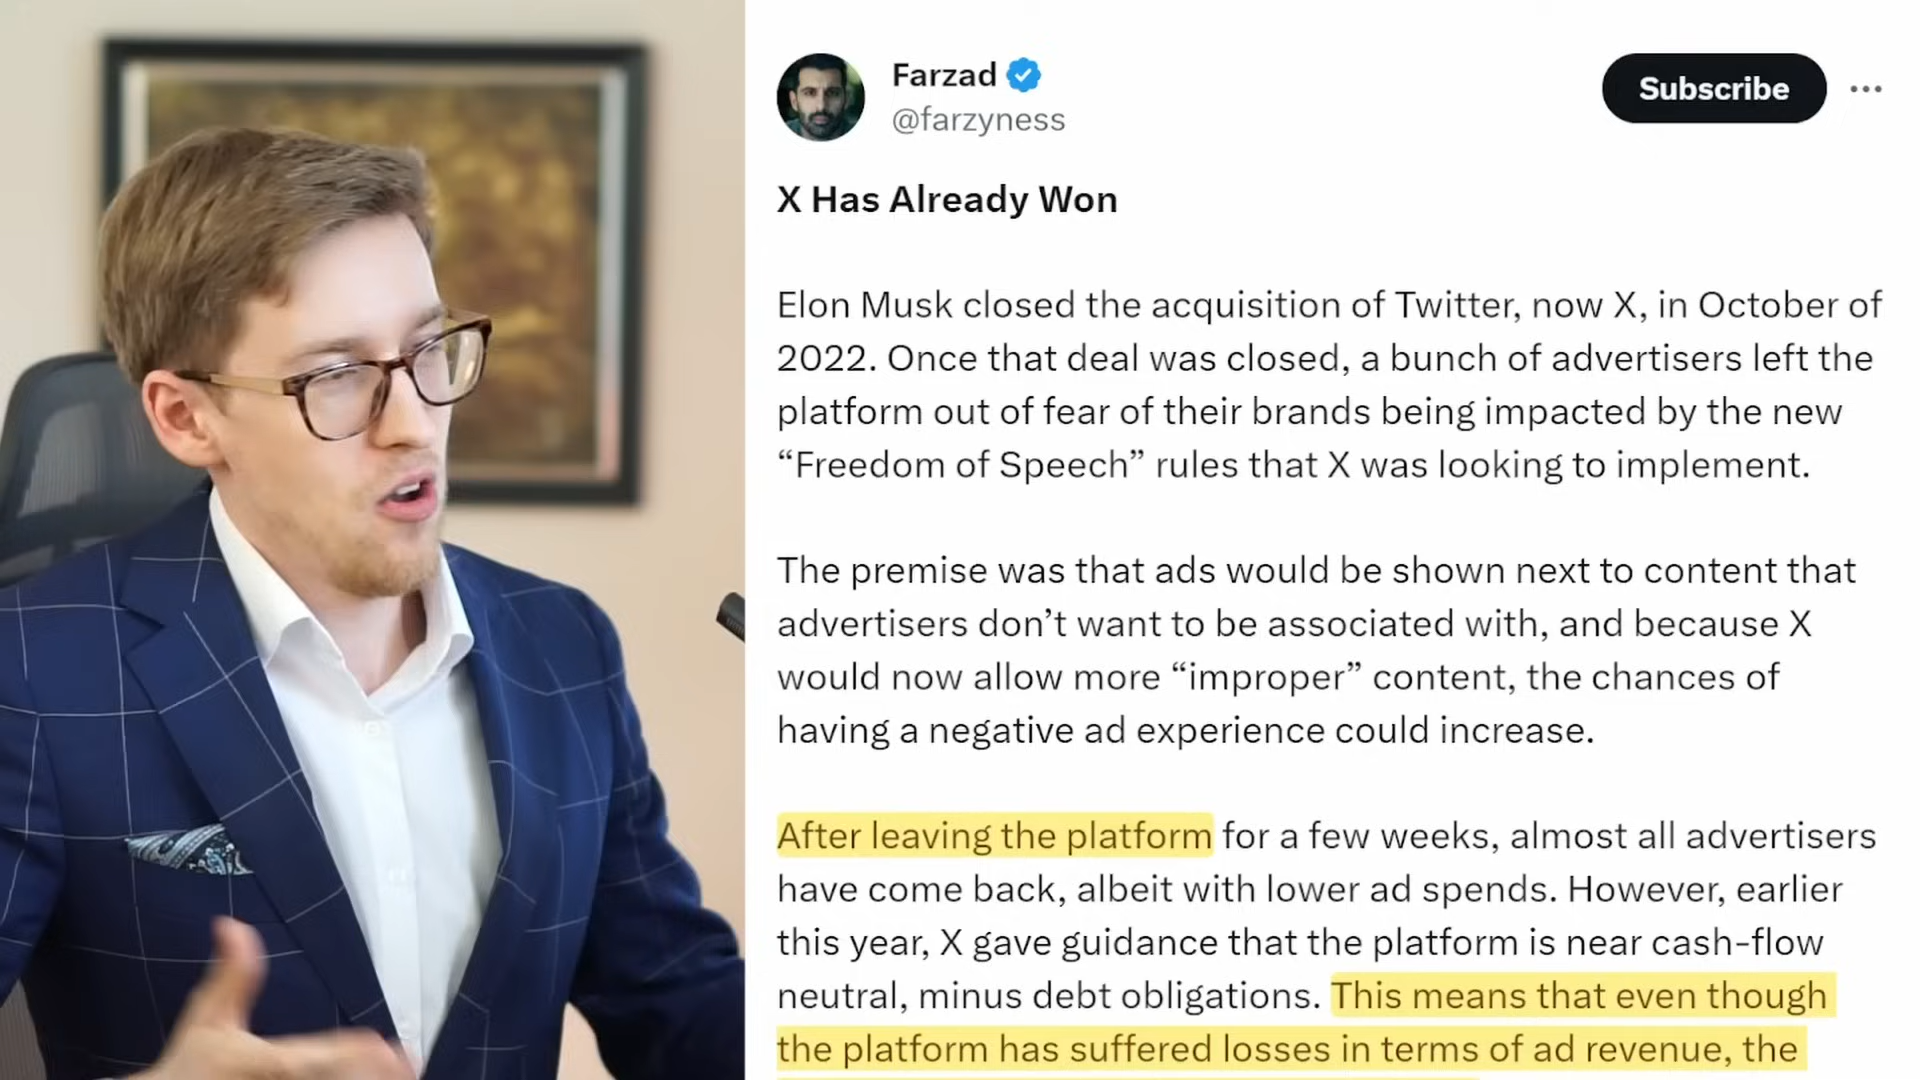 Farzad
@farzyness
Subscribe
X Has Already Won
Elon Musk closed the acquisition of Twitter, now X, in October of
2022. Once that deal was closed, a bunch of advertisers left the
platform out of fear of their brands being impacted by the new
“Freedom of Speech” rules that X was looking to implement.
The premise was that ads would be shown next to content that
advertisers don’t want to be associated with, and because X
would now allow more “improper” content, the chances of
having a negative ad experience could increase.
After leaving the platform for a few weeks, almost all advertisers
have come back, albeit with lower ad spends. However, earlier
this year, X gave guidance that the platform is near cash-flow
neutral, minus debt obligations. This means that even though
the platform has suffered losses in terms of ad revenue, the